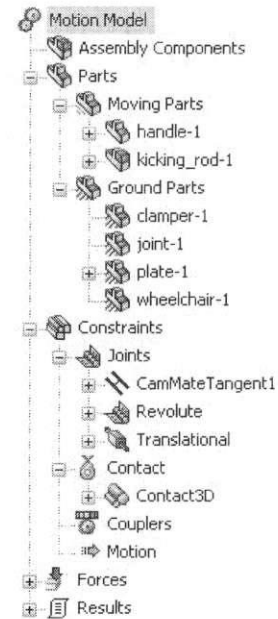 Motion Model
Assembly Components
Parts
Moving Parts
handle-1
kicking_rod-1
Ground Parts
clamper-1
joint-1
plate-1
wheelchair-1
Constraints
Joints
CamMateTangent1
Revolute
Translational
Contact
Contact3D
Couplers
Motion
Forces
Results